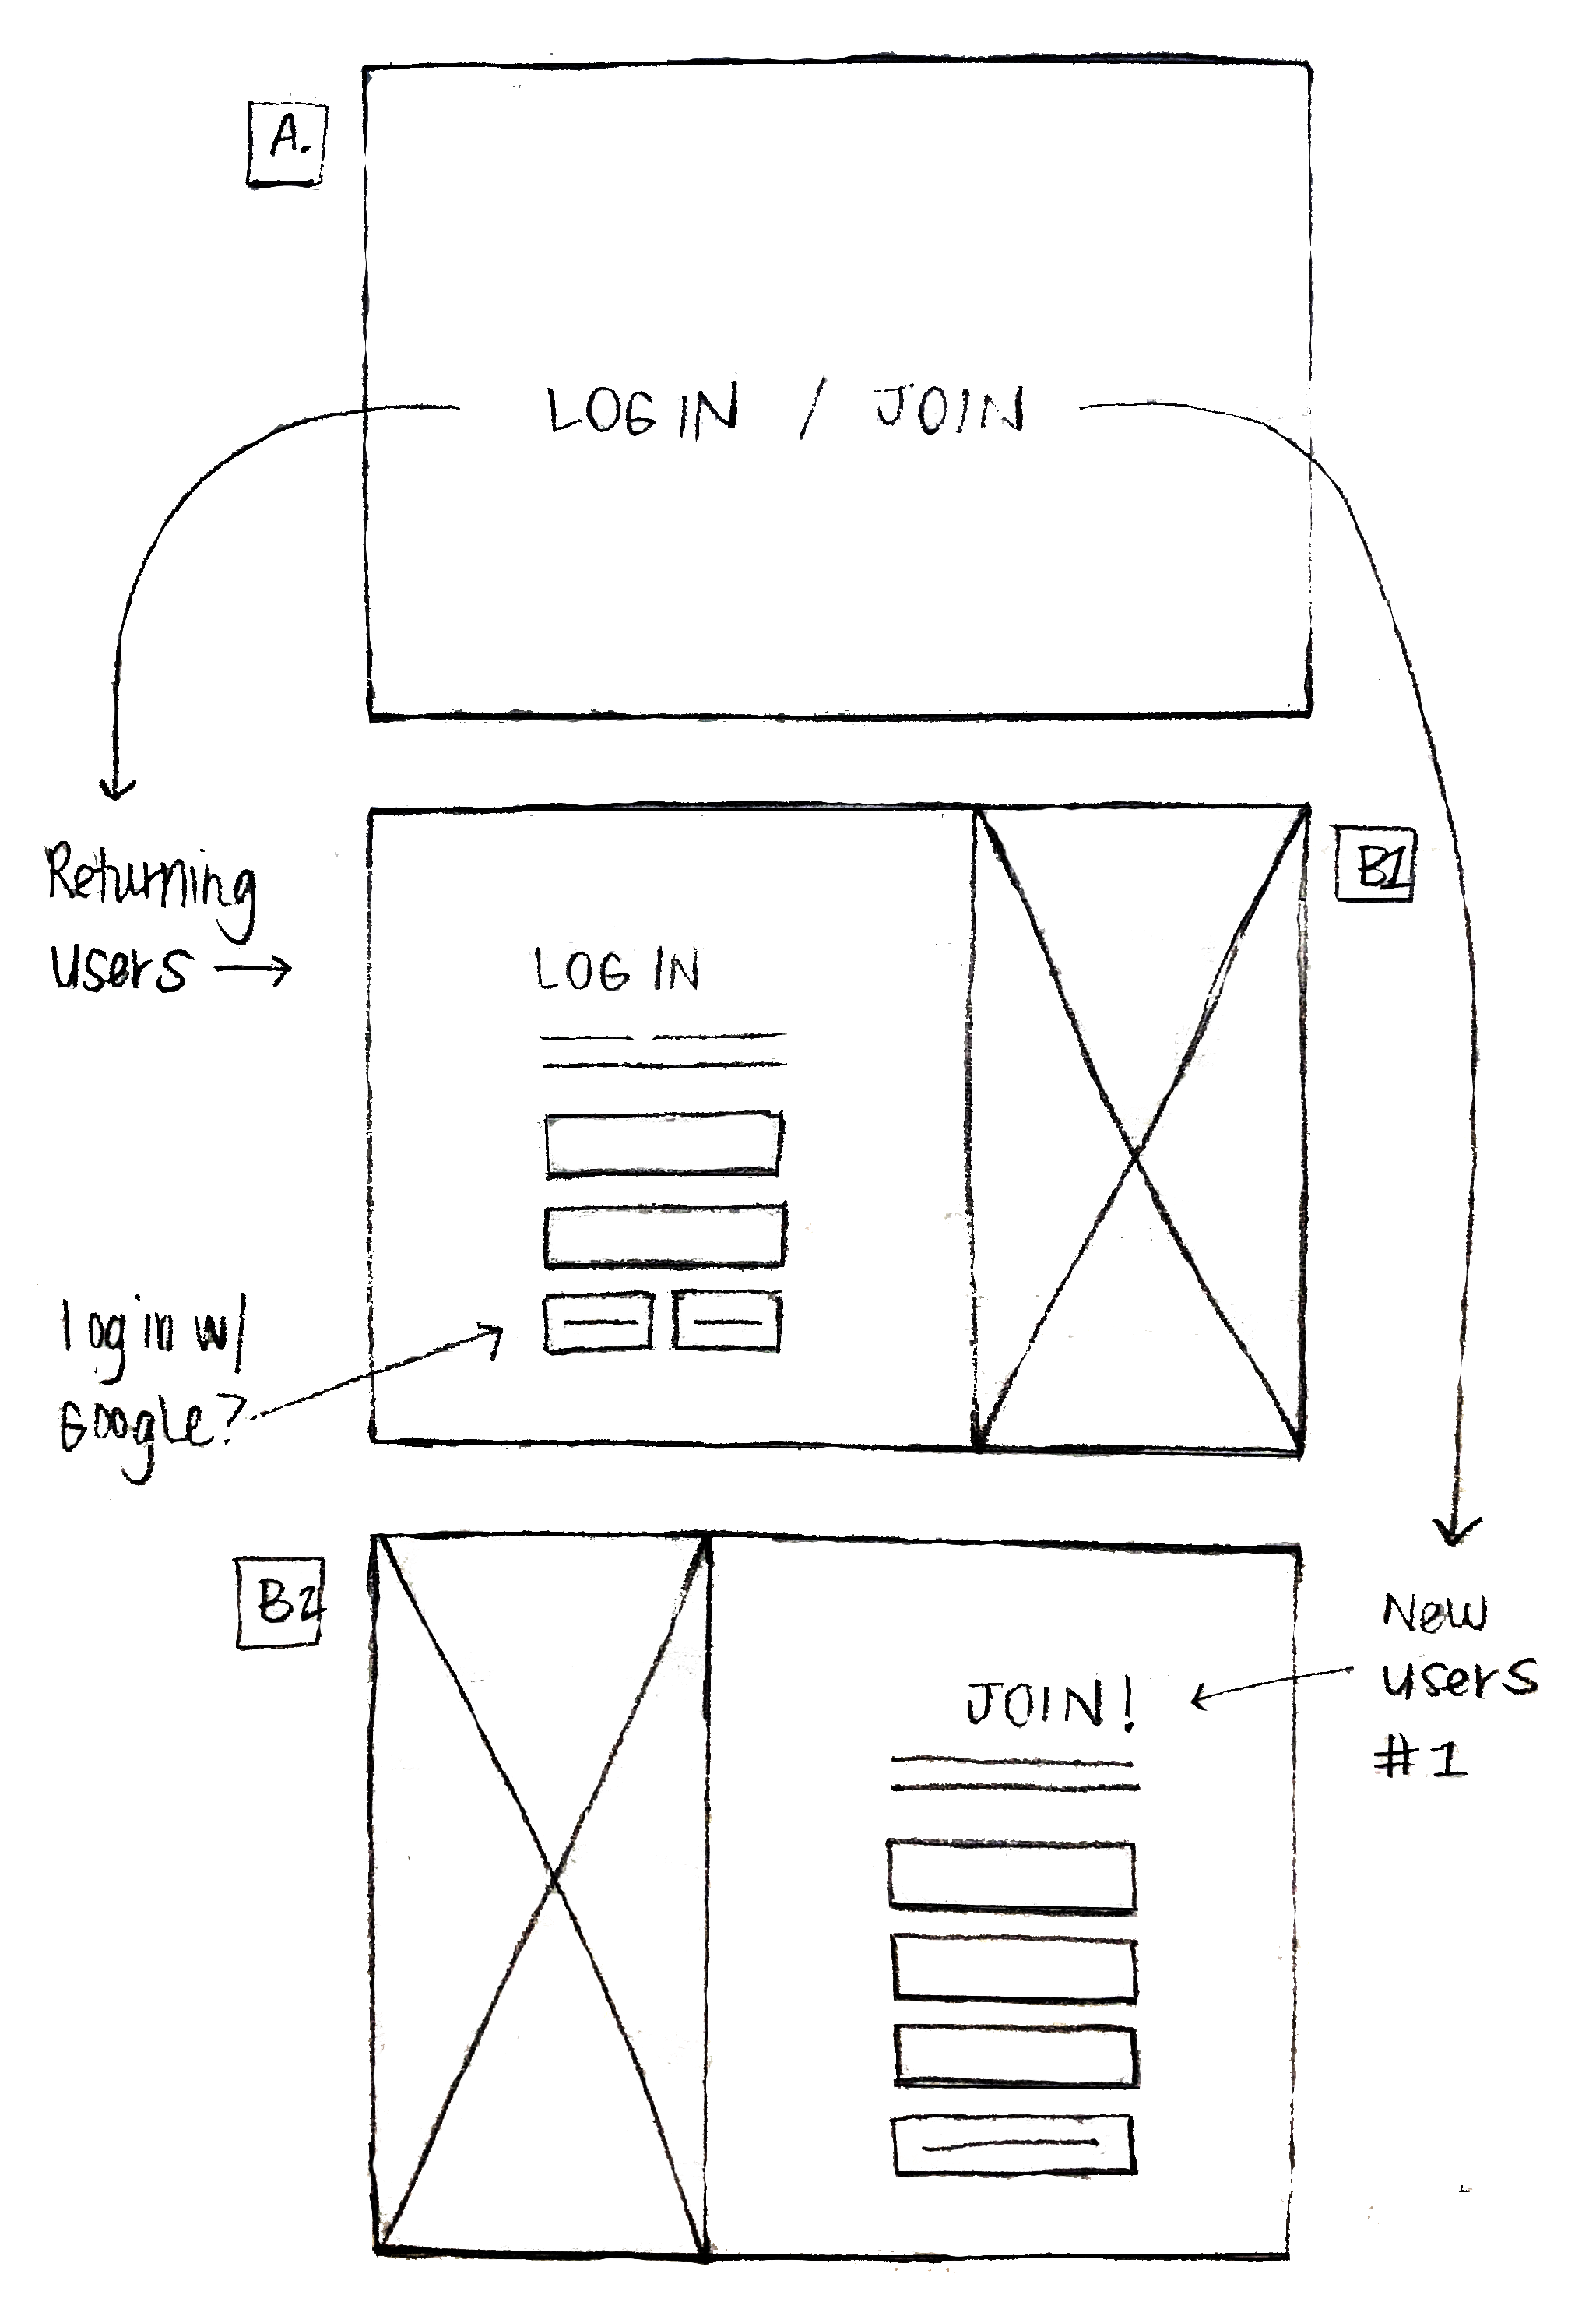 A.
LOG IN / JOIN
Returning
users →
B1
LOG IN
log in w/
Google?
B2
JOIN!
New
users
#1